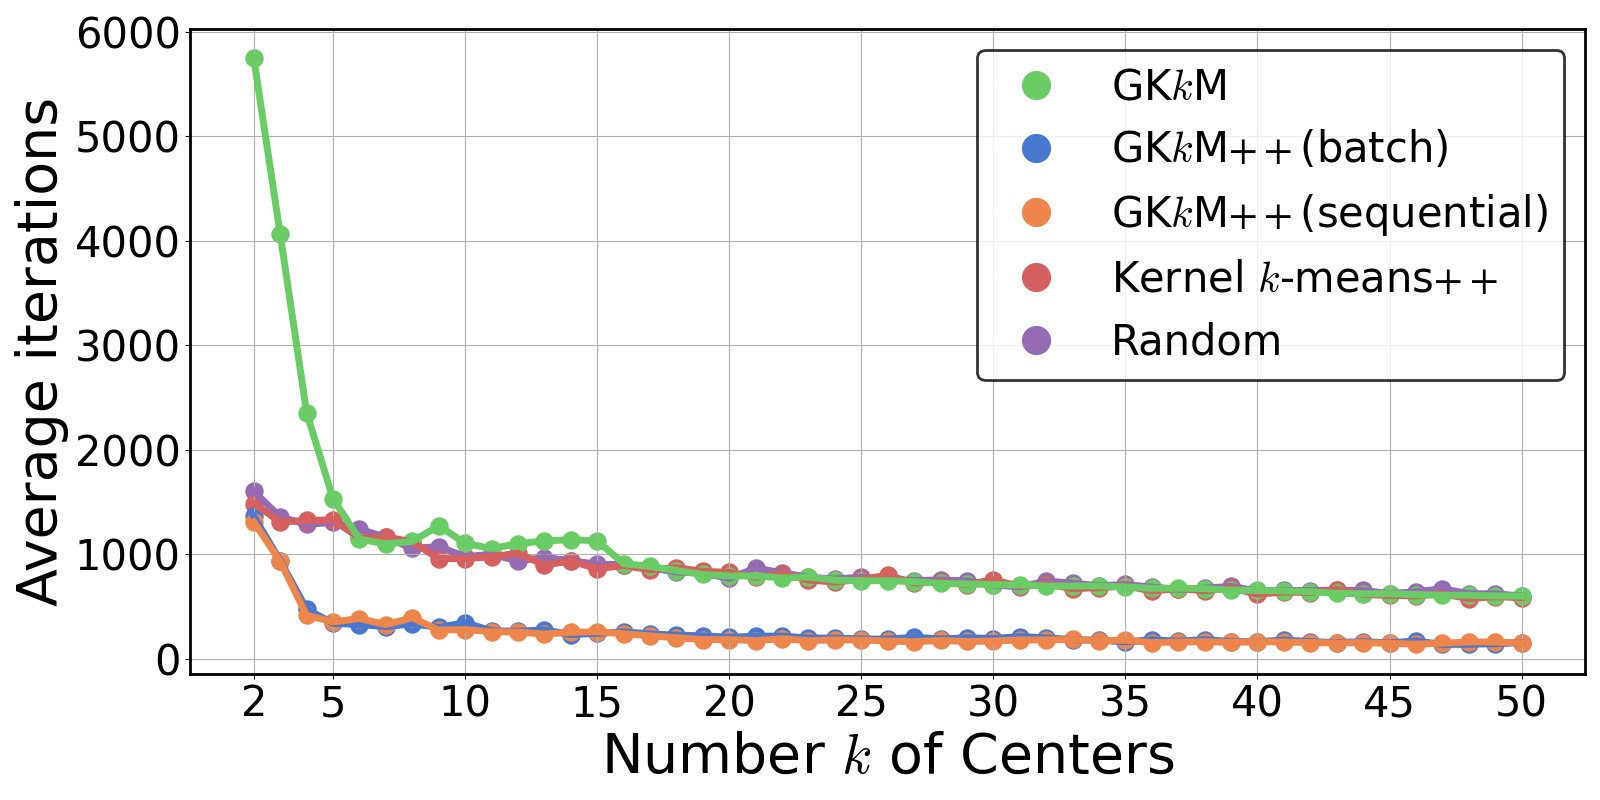 6000
5000
4000
3000
2000
1000
0
Average iterations
GKkM
GKkM++(batch)
GKkM++(sequential)
Kernel k-means++
Random
2 5 10 15 20 25 30 35 40 45 50
Number k of Centers